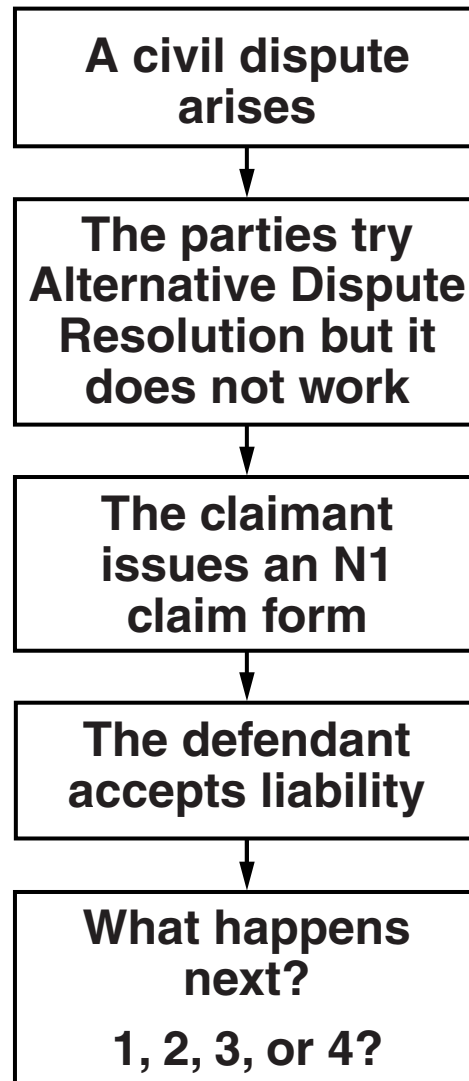 A civil dispute
arises
The parties try
Alternative Dispute
Resolution but it
does not work
The claimant
issues an N1
claim form
The defendant
accepts liability
What happens
next?
1, 2, 3, or 4?